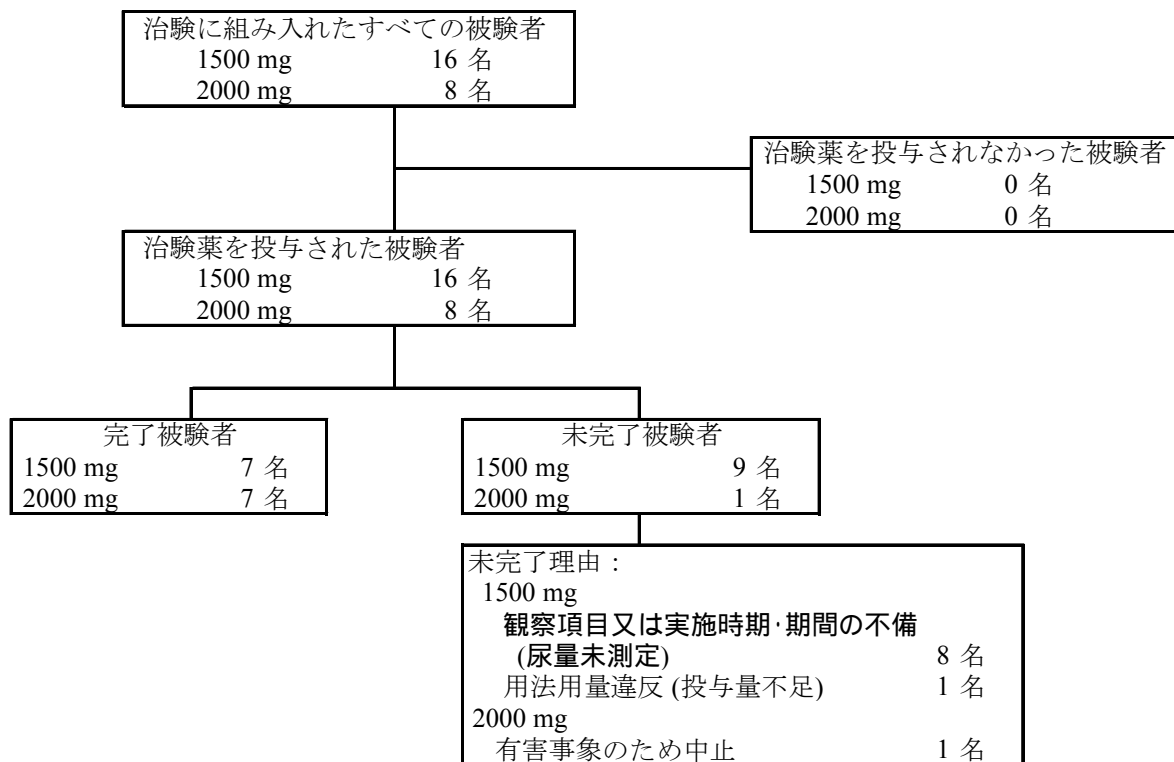 治験に組み入れたすべての被験者
1500 mg 16 名
2000 mg 8 名
治験薬を投与されなかった被験者
1500 mg 0 名
2000 mg 0 名
治験薬を投与された被験者
1500 mg 16 名
2000 mg 8 名
完了被験者
1500 mg 7 名
2000 mg 7 名
未完了被験者
1500 mg 9 名
2000 mg 1 名
未完了理由：
1500 mg
観察項目又は実施時期･期間の不備
(尿量未測定) 8 名
用法用量違反 (投与量不足) 1 名
2000 mg
有害事象のため中止 1 名